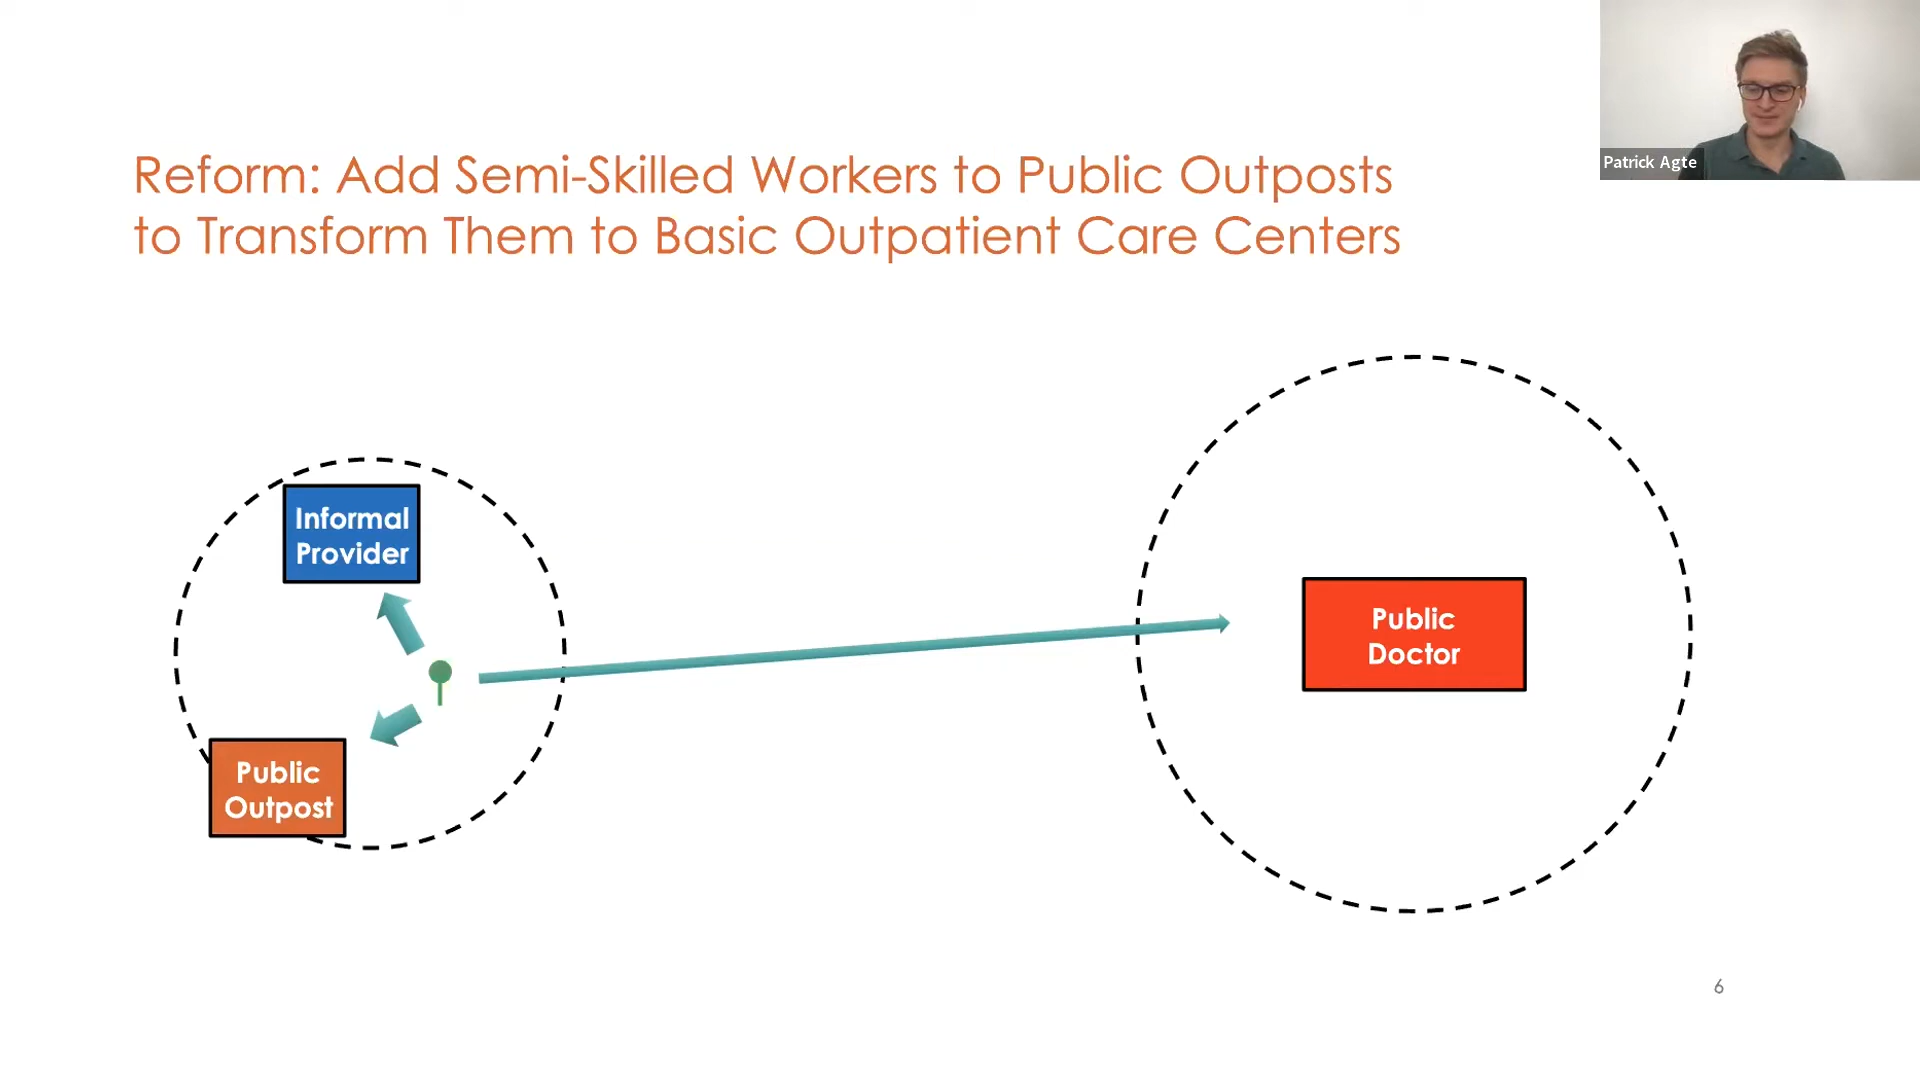 Patrick Agte
Reform: Add Semi-Skilled Workers to Public Outposts
to Transform Them to Basic Outpatient Care Centers
Informal
Provider
Public
Doctor
Public
Outpost
6